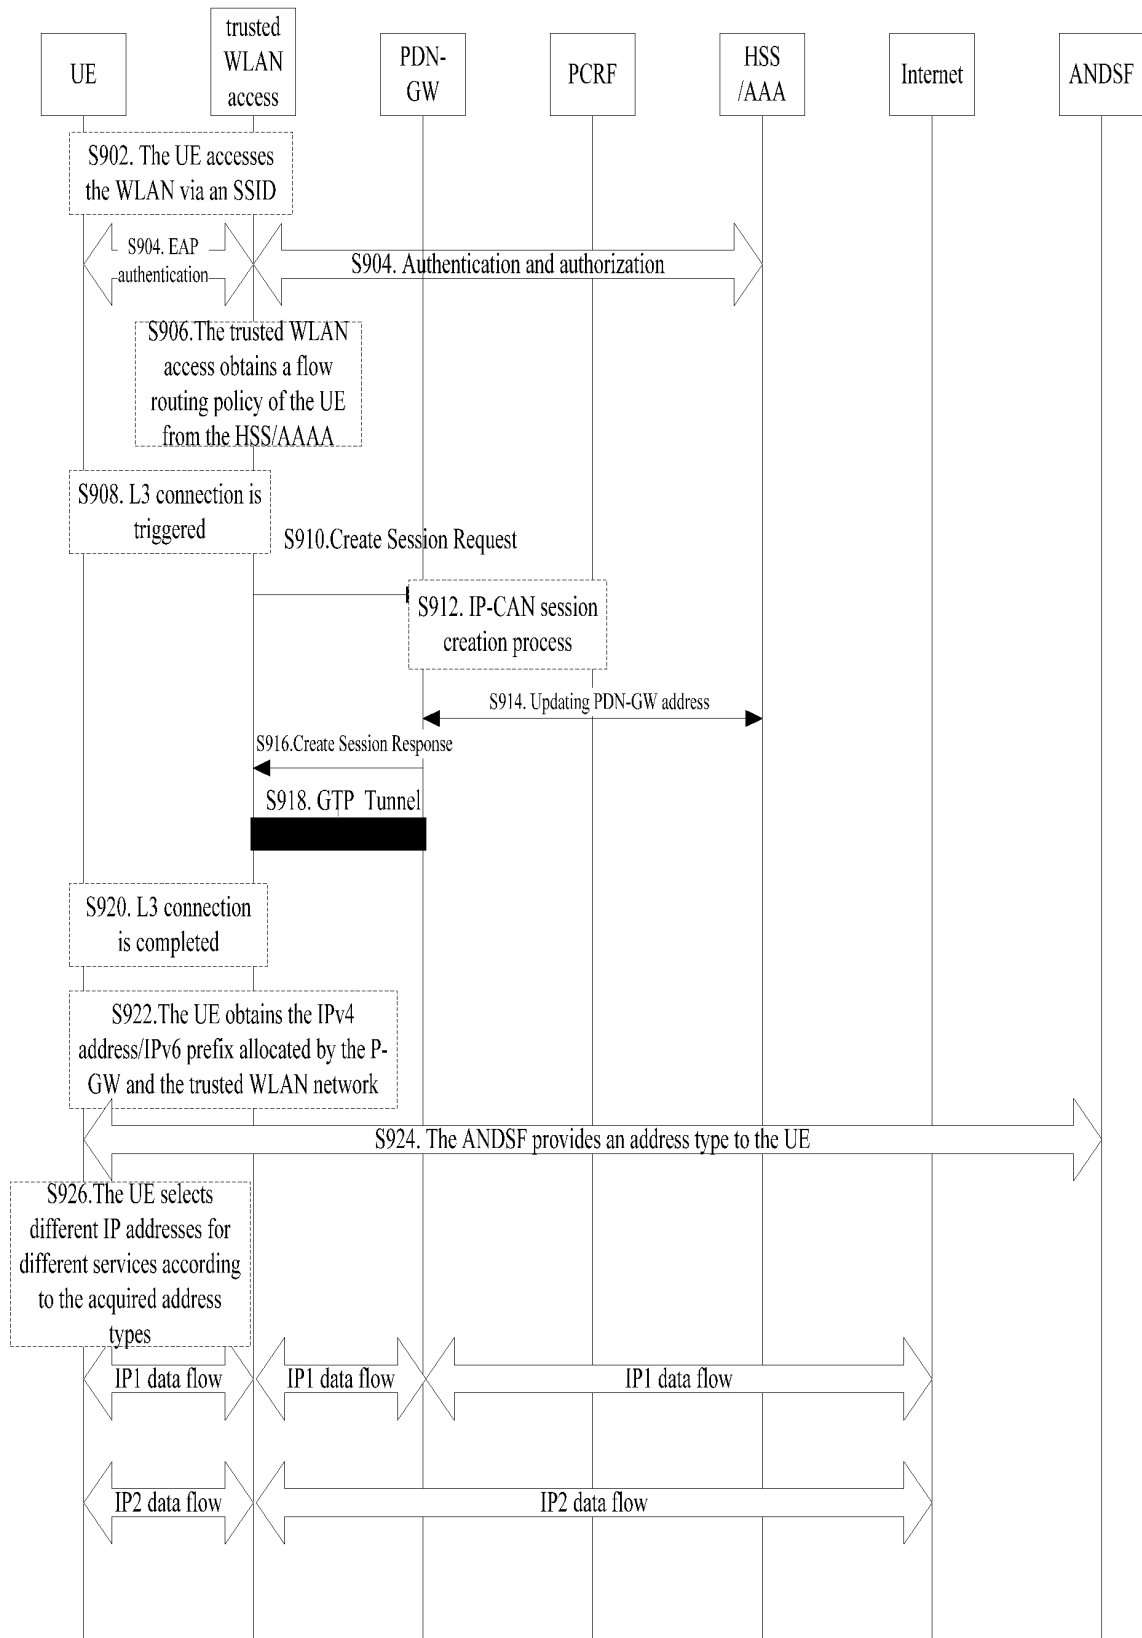 UE
trusted
WLAN
access
PDN-
GW
PCRF
HSS
/AAA
Internet
ANDSF
S902. The UE accesses
the WLAN via an SSID
S904. EAP
authentication
S904. Authentication and authorization
S906.The trusted WLAN
access obtains a flow
routing policy of the UE
from the HSS/AAAA
S908. L3 connection is
triggered
S910.Create Session Request
S912. IP-CAN session
creation process
S914. Updating PDN-GW address
S916.Create Session Response
S918. GTP Tunnel
S920. L3 connection
is completed
S922.The UE obtains the IPv4
address/IPv6 prefix allocated by the P-
GW and the trusted WLAN network
S924. The ANDSF provides an address type to the UE
S926.The UE selects
different IP addresses for
different services according
to the acquired address
types
IP1 data flow
IP1 data flow
IP1 data flow
IP2 data flow
IP2 data flow